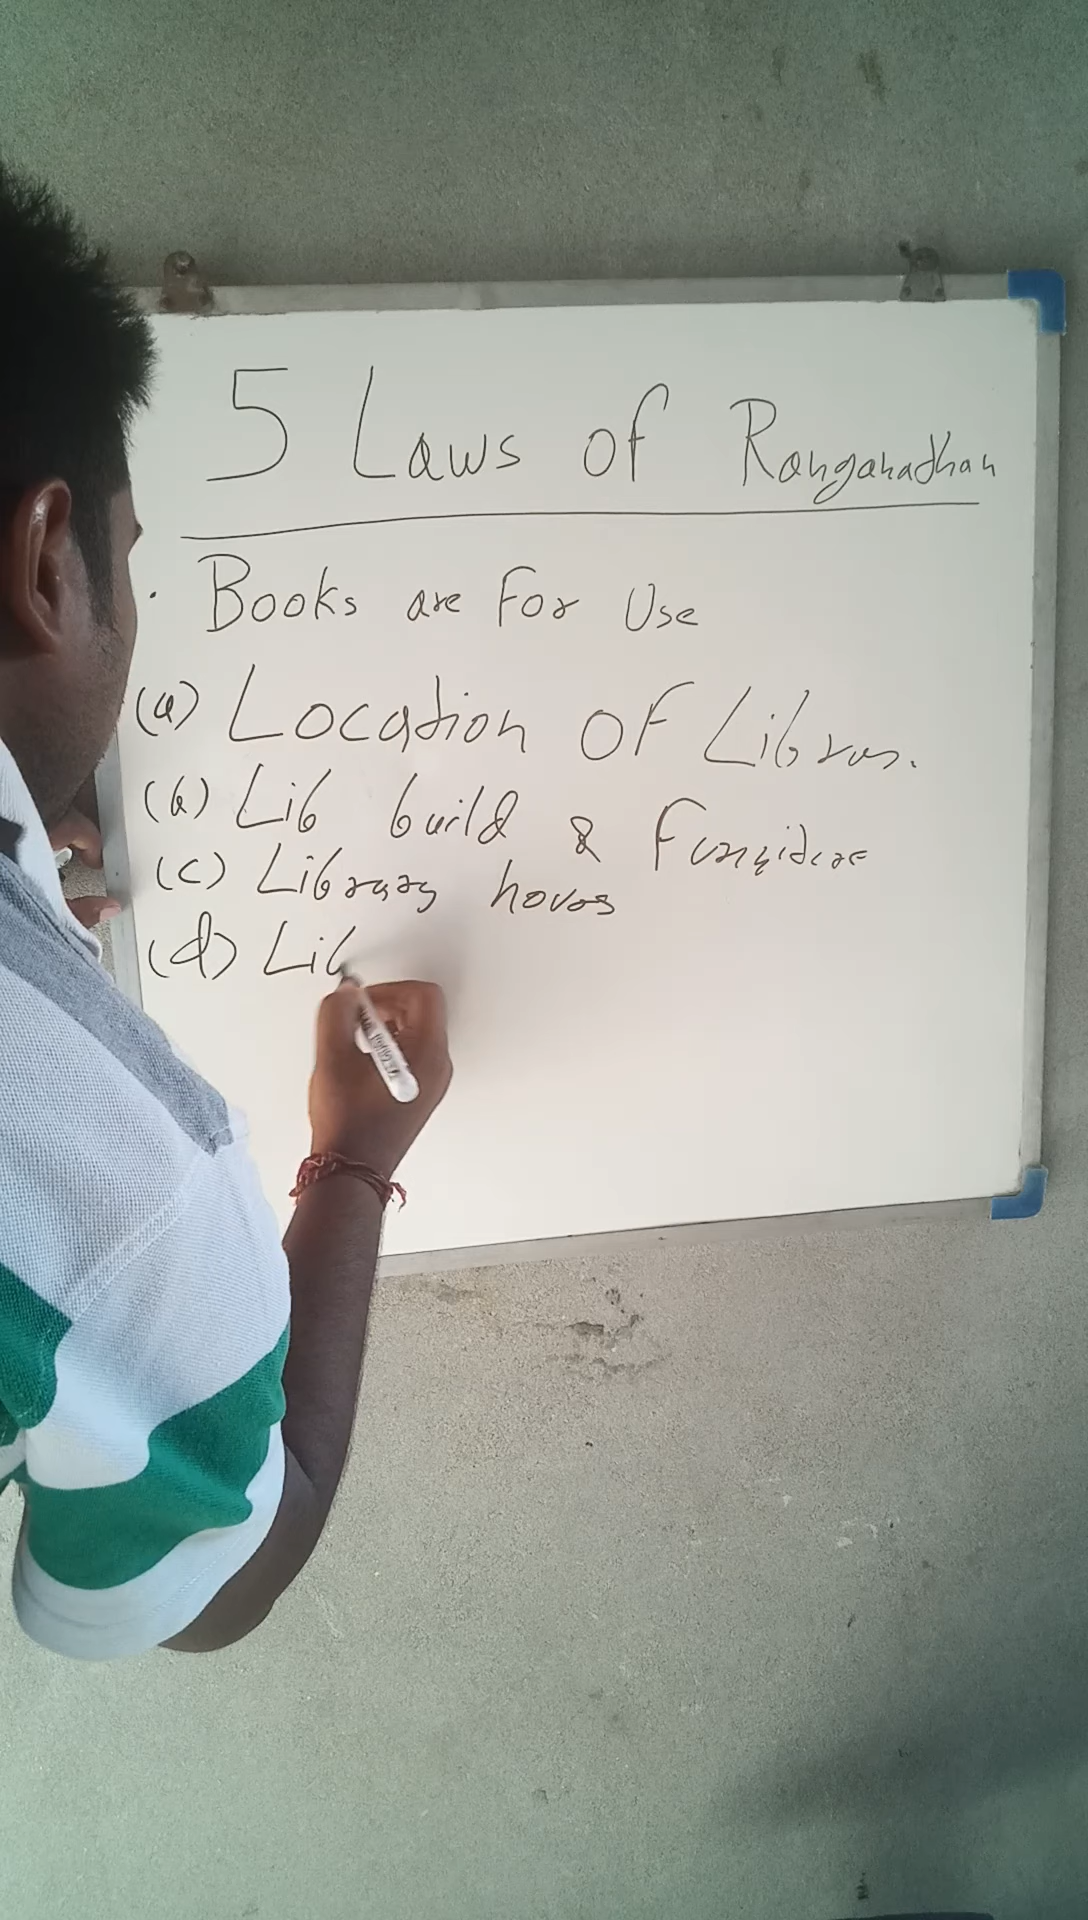 5 Laws of Ranganathan
• Books are For Use
(a) Location of Library.
(b) Lib build & Furniture
(c) Library hours
(d) Lib